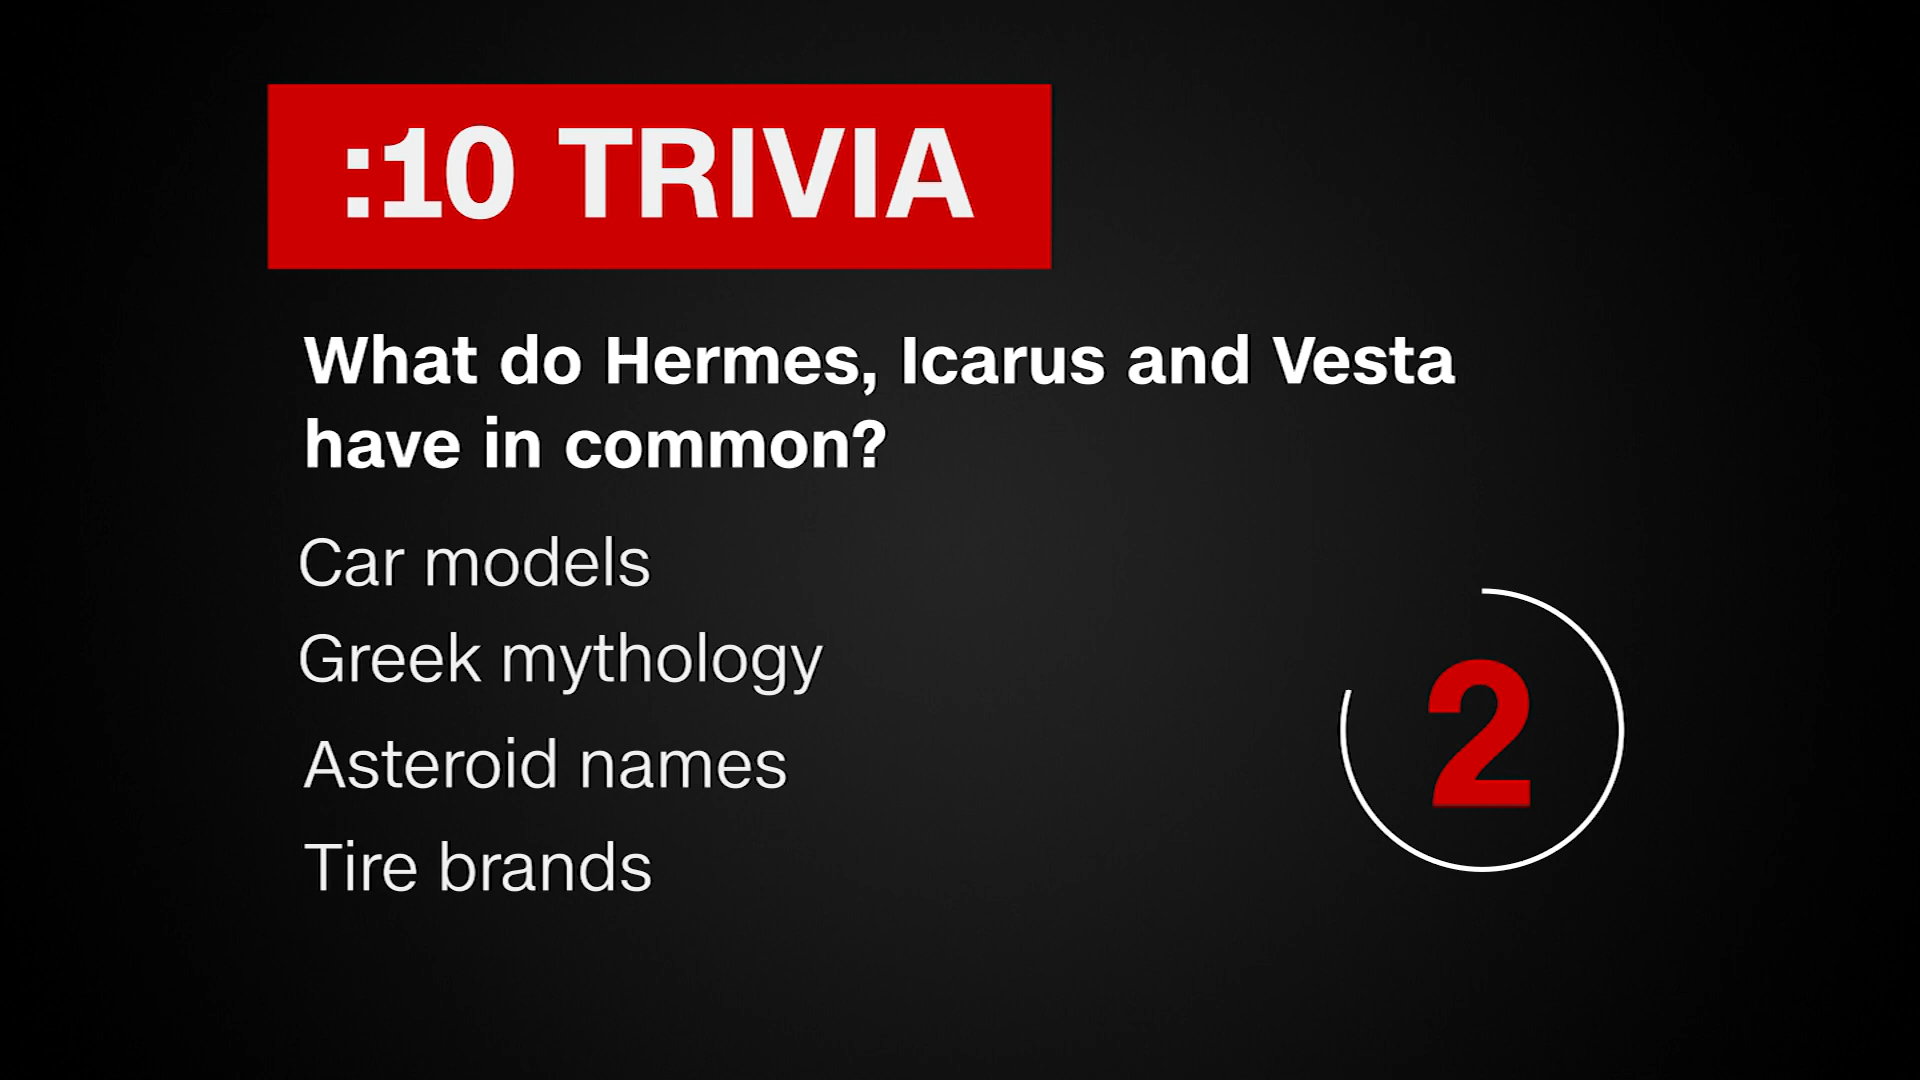 :10 TRIVIA
What do Hermes, Icarus and Vesta
have in common?
Car models
Greek mythology
Asteroid names
Tire brands
2